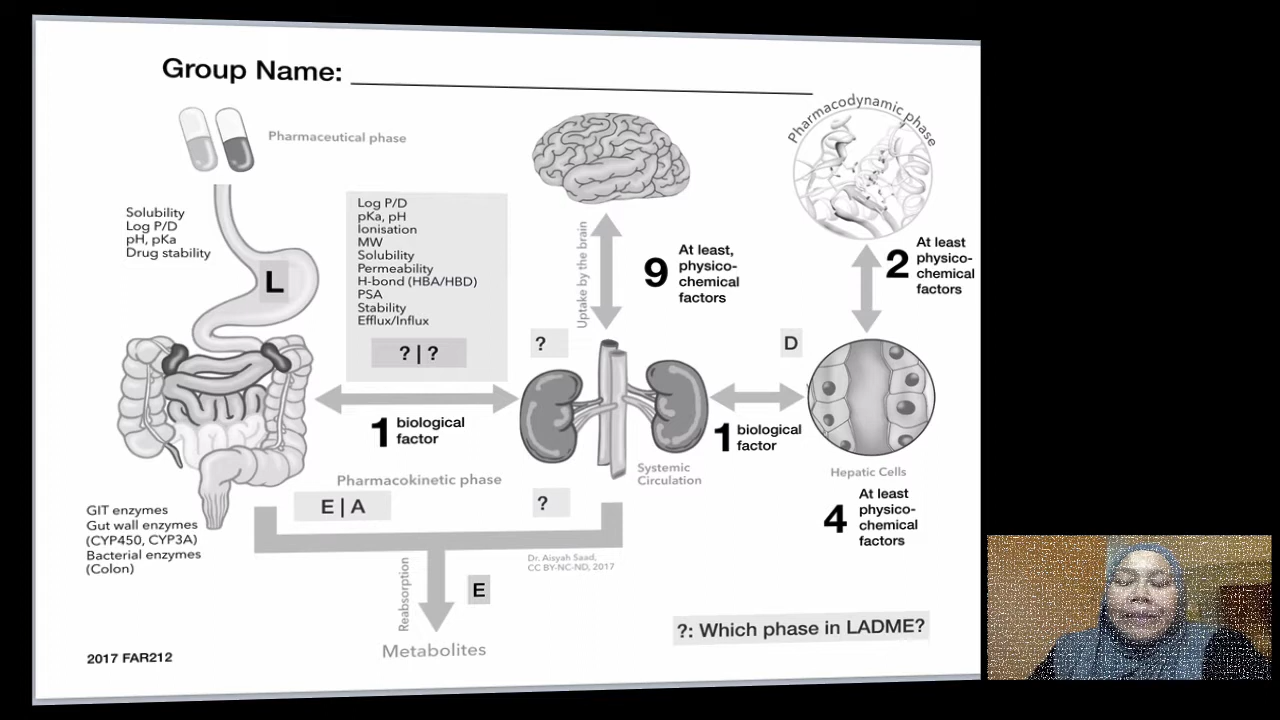 Group Name:
Pharmaceutical phase
Pharmacodynamic phase
Solubility
Log P/D
pH, pKa
Drug stability
L
Log P/D
pKa, pH
Ionisation
MW
Solubility
Permeability
H-bond (HBA/HBD)
PSA
Stability
Efflux/Influx
? | ?
Uptake by the brain
9
At least,
physico-
chemical
factors
2
At least
physico-
chemical
factors
?
D
1
biological
factor
1
biological
factor
Pharmacokinetic phase
Systemic
Circulation
Hepatic Cells
E | A
?
4
At least
physico-
chemical
factors
GIT enzymes
Gut wall enzymes
(CYP450, CYP3A)
Bacterial enzymes
(Colon)
Dr. Aisyah Saad,
CC BY-NC-ND, 2017
Reabsorption
E
Metabolites
?: Which phase in LADME?
2017 FAR212